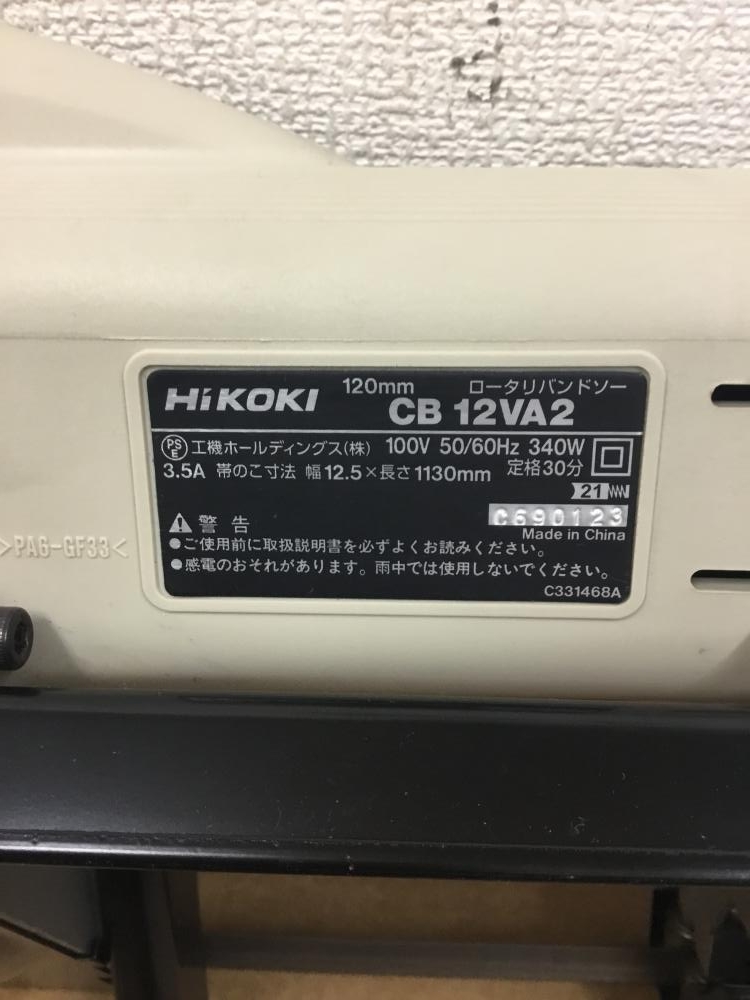 120mm ロータリバンドソー
HiKOKI CB 12VA2
PSE 工機ホールディングス(株) 100V 50/60Hz 340W
3.5A 帯のこ寸法 幅12.5×長さ1130mm 定格30分
21
C690123
Made in China
警告
●ご使用前に取扱説明書を必ずよくお読みください。
●感電のおそれがあります。雨中では使用しないでください。
C331468A
>PA6-GF33<